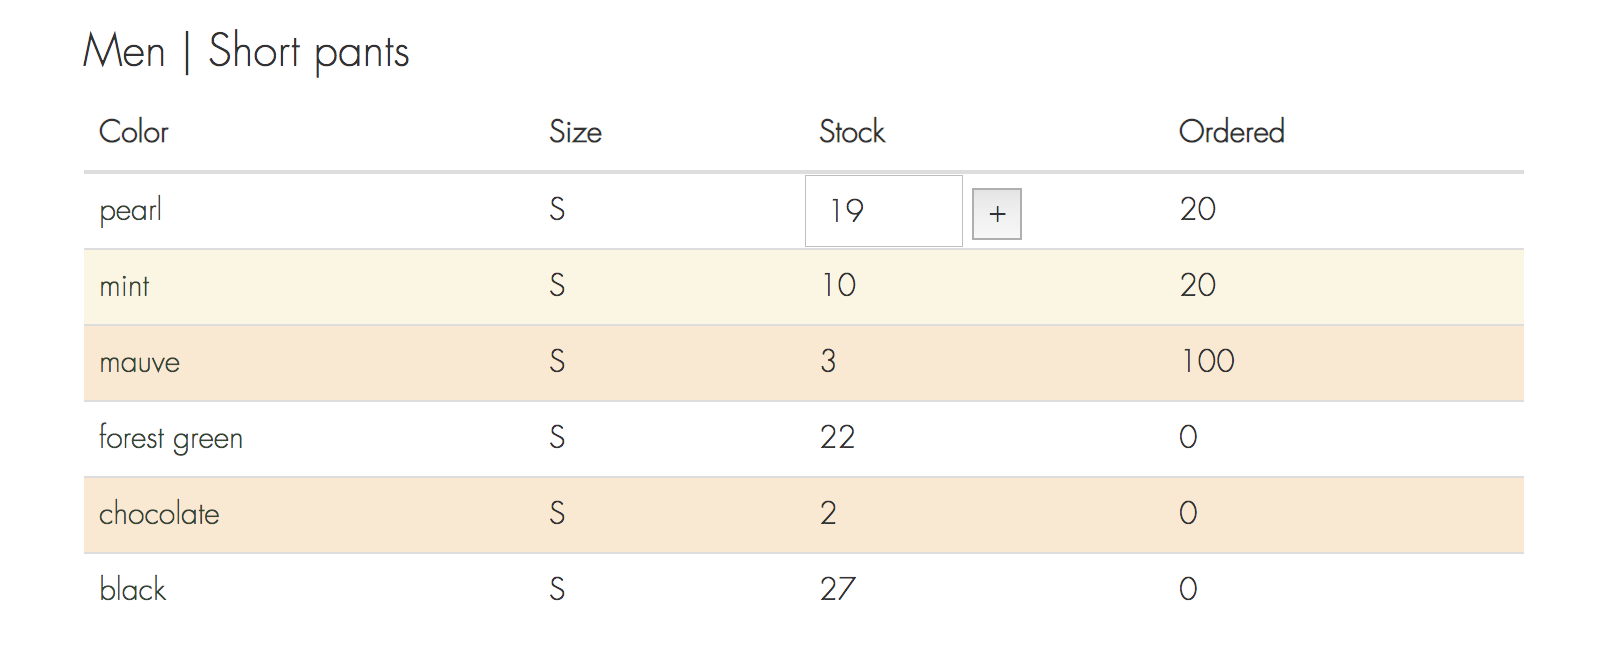 Men | Short pants
Color Size Stock Ordered
pearl S 19 + 20
mint S 10 20
mauve S 3 100
forest green S 22 0
chocolate S 2 0
black S 27 0